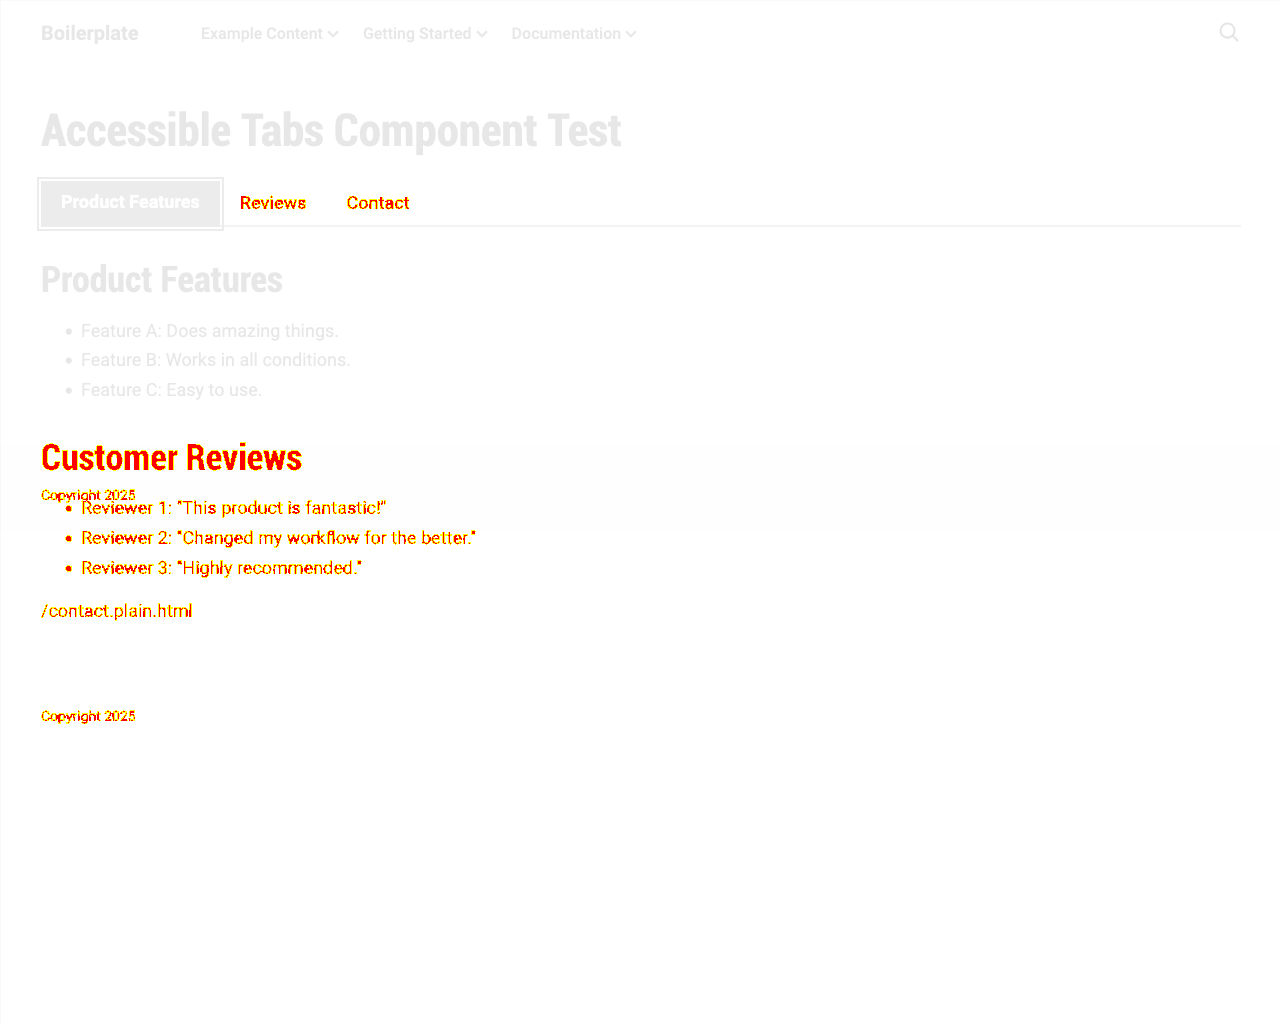 Boilerplate Example Content Getting Started Documentation
Accessible Tabs Component Test
Product Features Reviews Contact
Product Features
• Feature A: Does amazing things.
• Feature B: Works in all conditions.
• Feature C: Easy to use.
Customer Reviews
Copyright 2025
• Reviewer 1: "This product is fantastic!"
• Reviewer 2: "Changed my workflow for the better."
• Reviewer 3: "Highly recommended."
/contact.plain.html
Copyright 2025